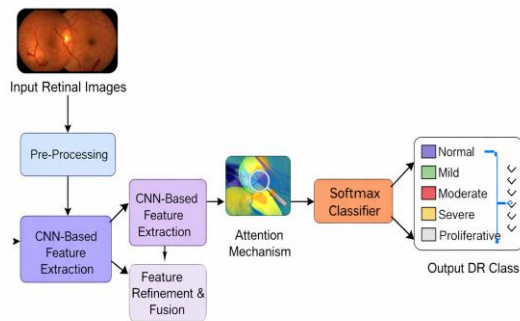 Input Retinal Images
Pre-Processing
CNN-Based
Feature
Extraction
CNN-Based
Feature
Extraction
Feature
Refinement &
Fusion
Attention
Mechanism
Softmax
Classifier
Normal
Mild
Moderate
Severe
Proliferative
Output DR Class